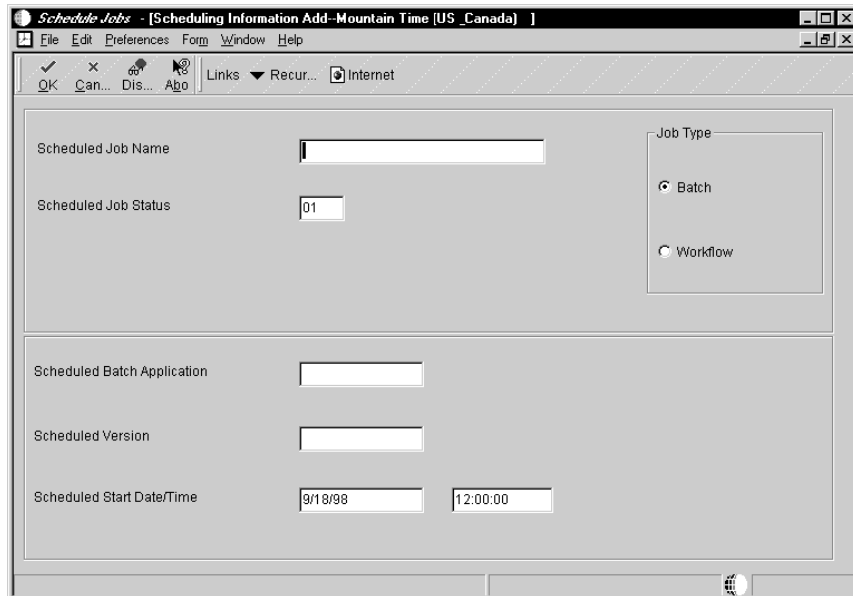 Schedule Jobs - [Scheduling Information Add--Mountain Time (US _Canada) ]
File Edit Preferences Form Window Help
OK Can... Dis... Abo Links Recur... Internet
Scheduled Job Name
Job Type
Batch
Scheduled Job Status 01
Workflow
Scheduled Batch Application
Scheduled Version
Scheduled Start Date/Time 9/18/98 12:00:00